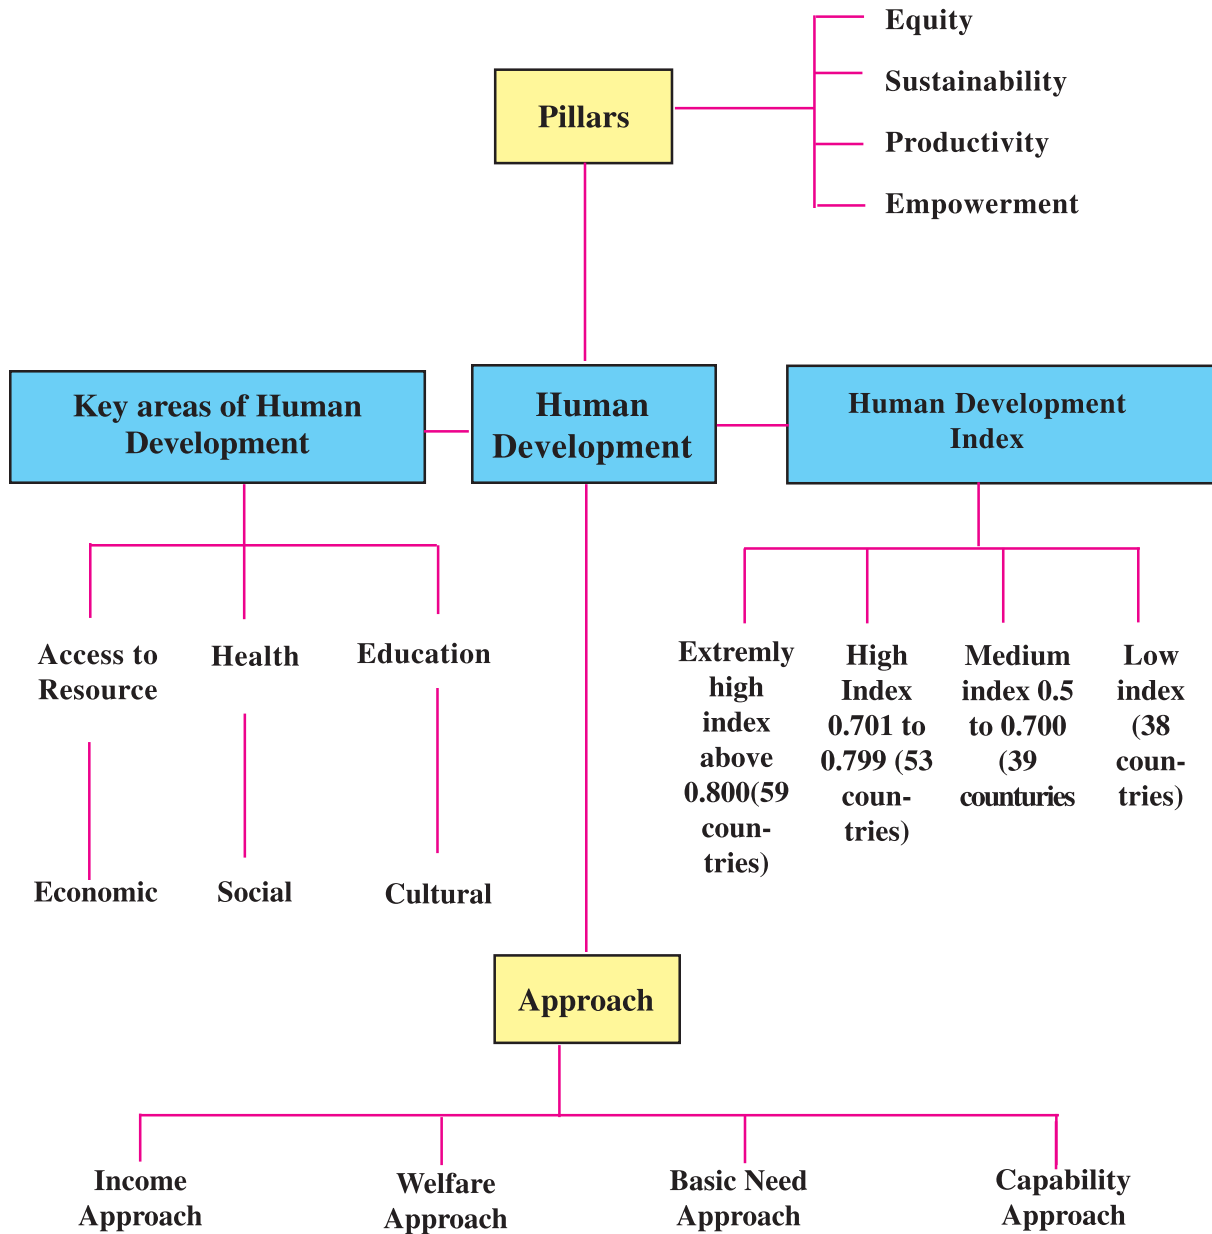 Equity
Sustainability
Pillars
Productivity
Empowerment
Key areas of Human
Development
Human
Development
Human Development
Index
Access to
Resource
Health
Education
Economic
Social
Cultural
Extremly
high
index
above
0.800(59
coun-
tries)
High
Index
0.701 to
0.799 (53
coun-
tries)
Medium
index 0.5
to 0.700
(39
counturies
Low
index
(38
coun-
tries)
Approach
Income
Approach
Welfare
Approach
Basic Need
Approach
Capability
Approach